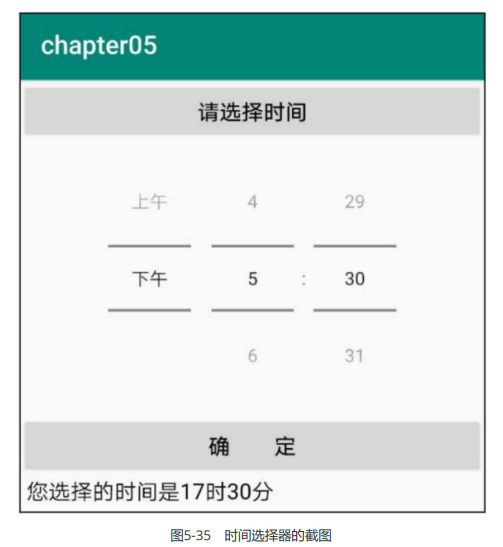 chapter05
请选择时间
上午 4 29
下午 5 : 30
6 31
确 定
您选择的时间是17时30分
图5-35 时间选择器的截图